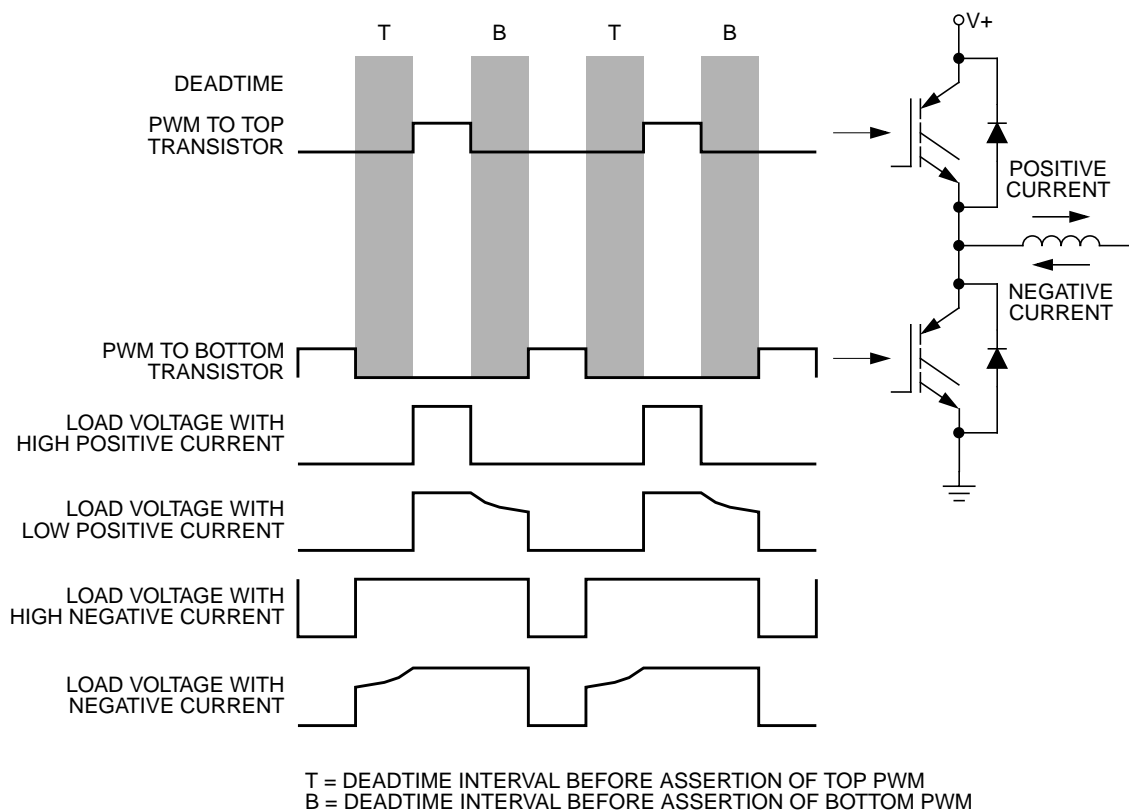 T
B
T
B
V+
DEADTIME
PWM TO TOP
TRANSISTOR
POSITIVE
CURRENT
NEGATIVE
CURRENT
PWM TO BOTTOM
TRANSISTOR
LOAD VOLTAGE WITH
HIGH POSITIVE CURRENT
LOAD VOLTAGE WITH
LOW POSITIVE CURRENT
LOAD VOLTAGE WITH
HIGH NEGATIVE CURRENT
LOAD VOLTAGE WITH
NEGATIVE CURRENT
T = DEADTIME INTERVAL BEFORE ASSERTION OF TOP PWM
B = DEADTIME INTERVAL BEFORE ASSERTION OF BOTTOM PWM